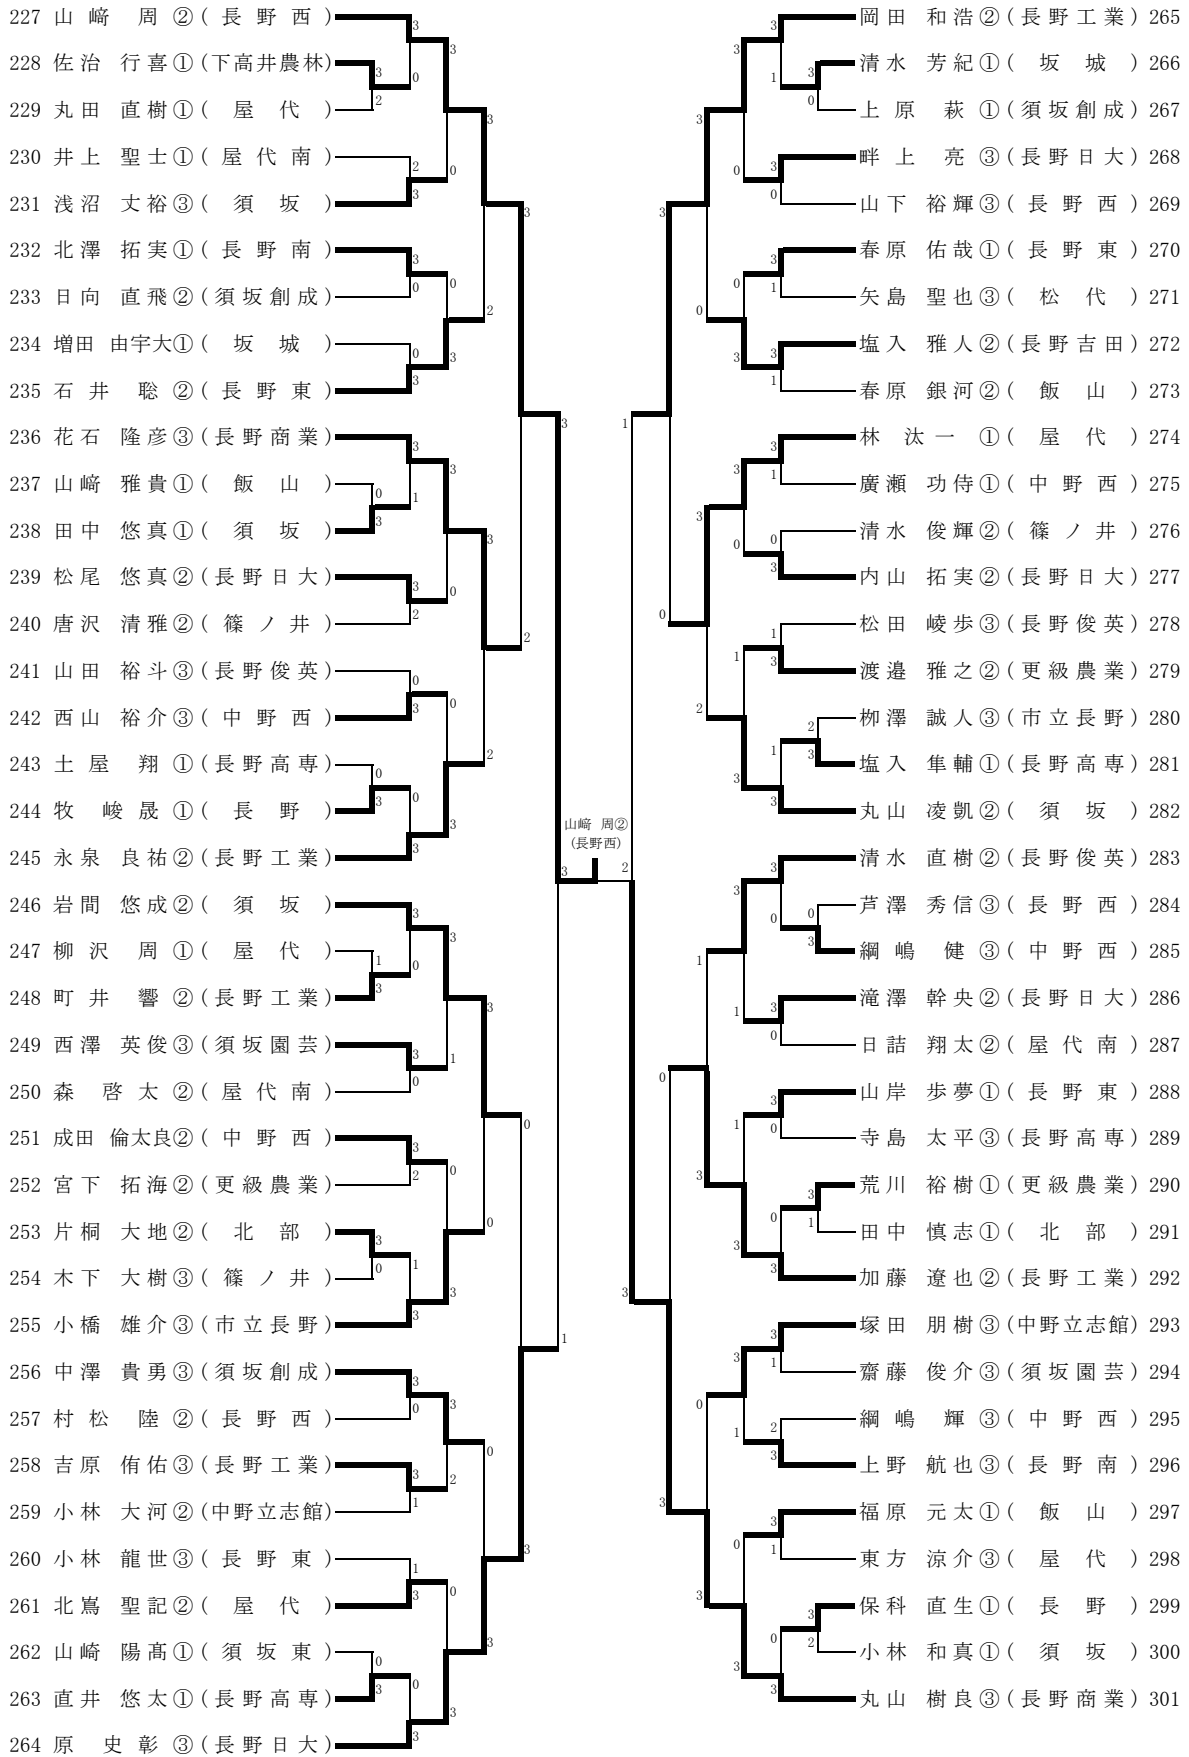 227 山﨑 周②(長野西)
228 佐治 行喜①(下高井農林)
229 丸田 直樹①(屋代)
230 井上 聖士①(屋代南)
231 浅沼 丈裕③(須坂)
232 北澤 拓実①(長野南)
233 日向 直飛②(須坂創成)
234 増田 由宇大①(坂城)
235 石井 聡②(長野東)
236 花石 隆彦③(長野商業)
237 山﨑 雅貴①(飯山)
238 田中 悠真①(須坂)
239 松尾 悠真②(長野日大)
240 唐沢 清雅②(篠ノ井)
241 山田 裕斗③(長野俊英)
242 西山 裕介③(中野西)
243 土屋 翔①(長野高専)
244 牧 峻晟①(長野)
245 永泉 良祐②(長野工業)
246 岩間 悠成②(須坂)
247 柳沢 周①(屋代)
248 町井 響②(長野工業)
249 西澤 英俊③(須坂園芸)
250 森 啓太②(屋代南)
251 成田 倫太良②(中野西)
252 宮下 拓海②(更級農業)
253 片桐 大地②(北部)
254 木下 大樹③(篠ノ井)
255 小橋 雄介③(市立長野)
256 中澤 貴勇③(須坂創成)
257 村松 陸②(長野西)
258 吉原 侑佑③(長野工業)
259 小林 大河②(中野立志館)
260 小林 龍世③(長野東)
261 北嶌 聖記②(屋代)
262 山崎 陽髙①(須坂東)
263 直井 悠太①(長野高専)
264 原 史彰③(長野日大)
山﨑 周②
(長野西)
岡田 和浩②(長野工業) 265
清水 芳紀①(坂城) 266
上原 萩①(須坂創成) 267
畔上 亮③(長野日大) 268
山下 裕輝③(長野西) 269
春原 佑哉①(長野東) 270
矢島 聖也③(松代) 271
塩入 雅人②(長野吉田) 272
春原 銀河②(飯山) 273
林 汰一①(屋代) 274
廣瀬 功侍①(中野西) 275
清水 俊輝②(篠ノ井) 276
内山 拓実②(長野日大) 277
松田 崚歩③(長野俊英) 278
渡邉 雅之②(更級農業) 279
栁澤 誠人③(市立長野) 280
塩入 隼輔①(長野高専) 281
丸山 凌凱②(須坂) 282
清水 直樹②(長野俊英) 283
芦澤 秀信③(長野西) 284
綱嶋 健③(中野西) 285
滝澤 幹央②(長野日大) 286
日詰 翔太②(屋代南) 287
山岸 歩夢①(長野東) 288
寺島 太平③(長野高専) 289
荒川 裕樹①(更級農業) 290
田中 慎志①(北部) 291
加藤 遼也②(長野工業) 292
塚田 朋樹③(中野立志館) 293
齋藤 俊介③(須坂園芸) 294
綱嶋 輝③(中野西) 295
上野 航也③(長野南) 296
福原 元太①(飯山) 297
東方 涼介③(屋代) 298
保科 直生①(長野) 299
小林 和真①(須坂) 300
丸山 樹良③(長野商業) 301